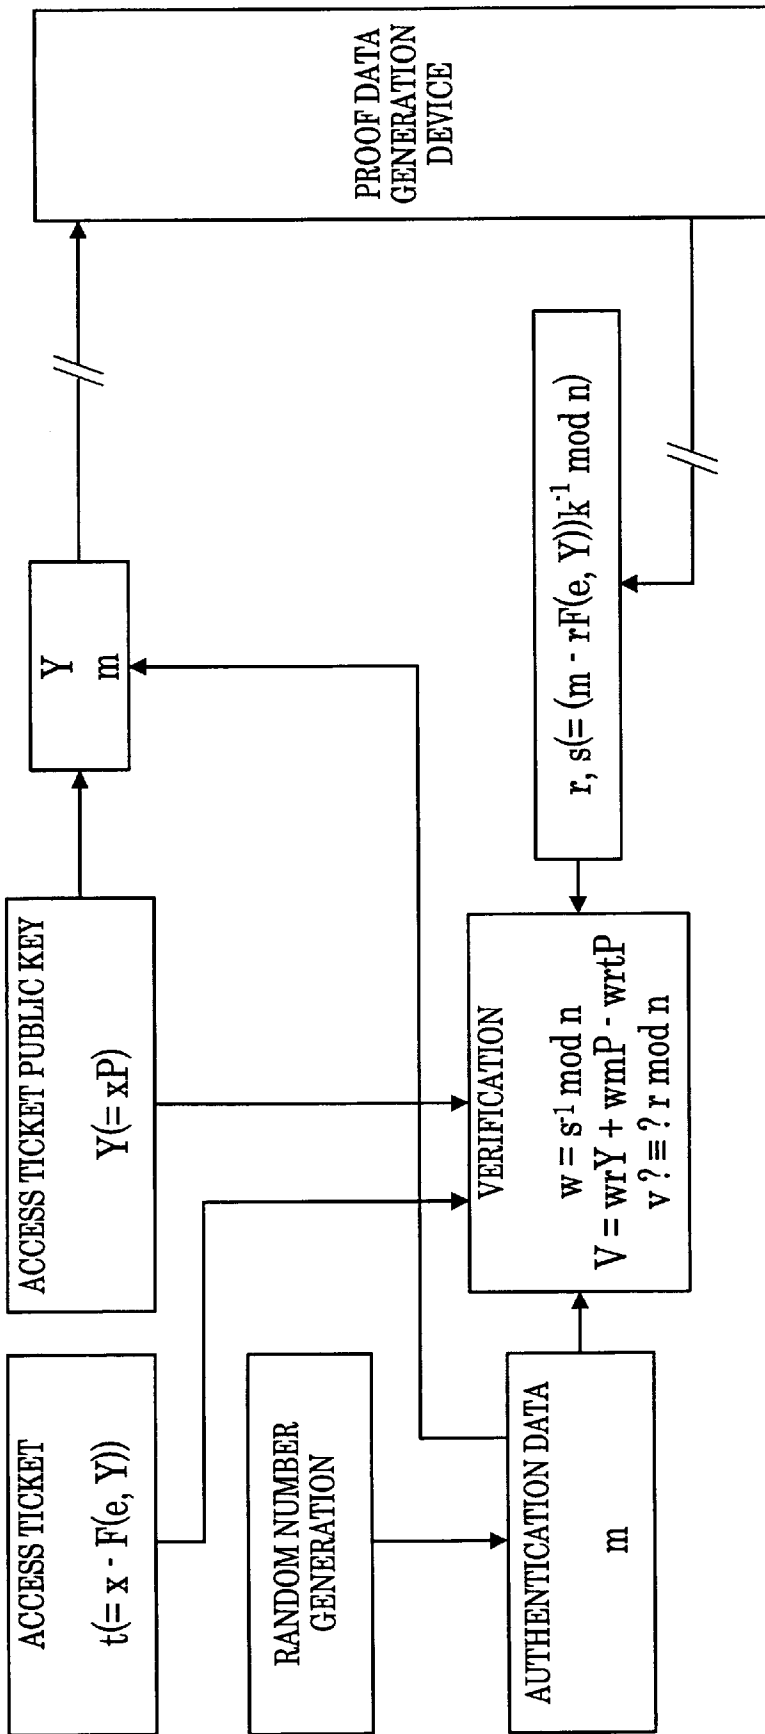 ACCESS TICKET
t(= x - F(e, Y))
ACCESS TICKET PUBLIC KEY
Y(= xP)
Y
m
PROOF DATA
GENERATION
DEVICE
RANDOM NUMBER
GENERATION
AUTHENTICATION DATA
m
VERIFICATION
w = s⁻¹ mod n
V = wrY + wmP - wrtP
v ? ≡ ? r mod n
r, s(= (m - rF(e, Y))k⁻¹ mod n)